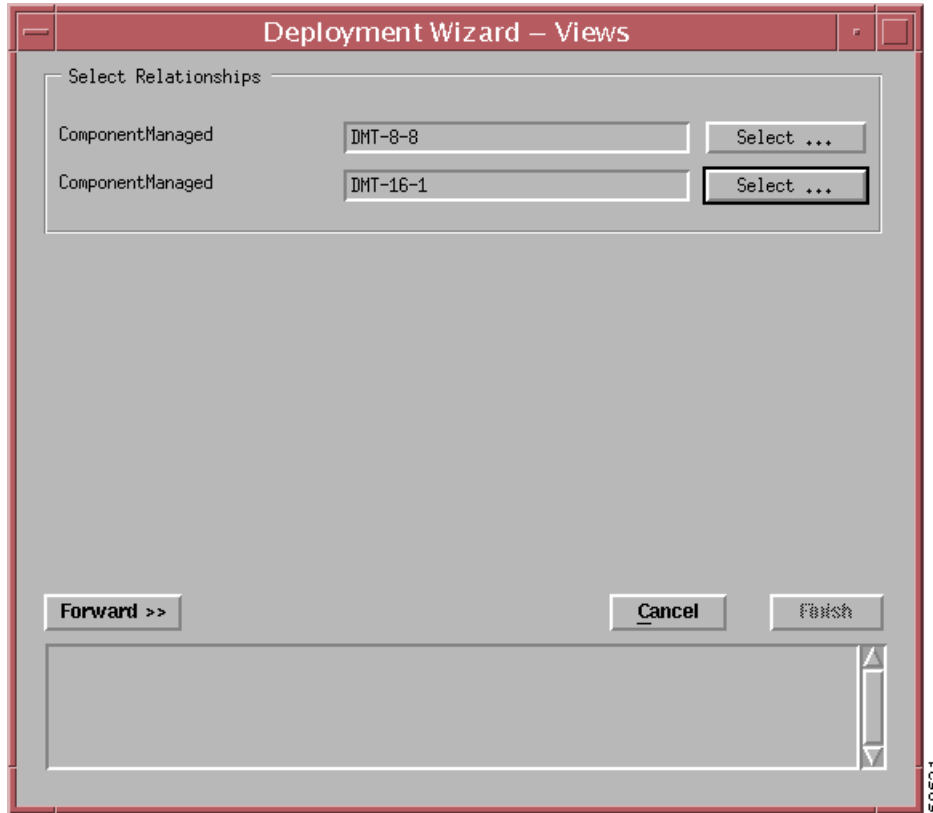 Deployment Wizard – Views
Select Relationships
ComponentManaged DMT-8-8 Select ...
ComponentManaged DMT-16-1 Select ...
Forward >> Cancel Finish